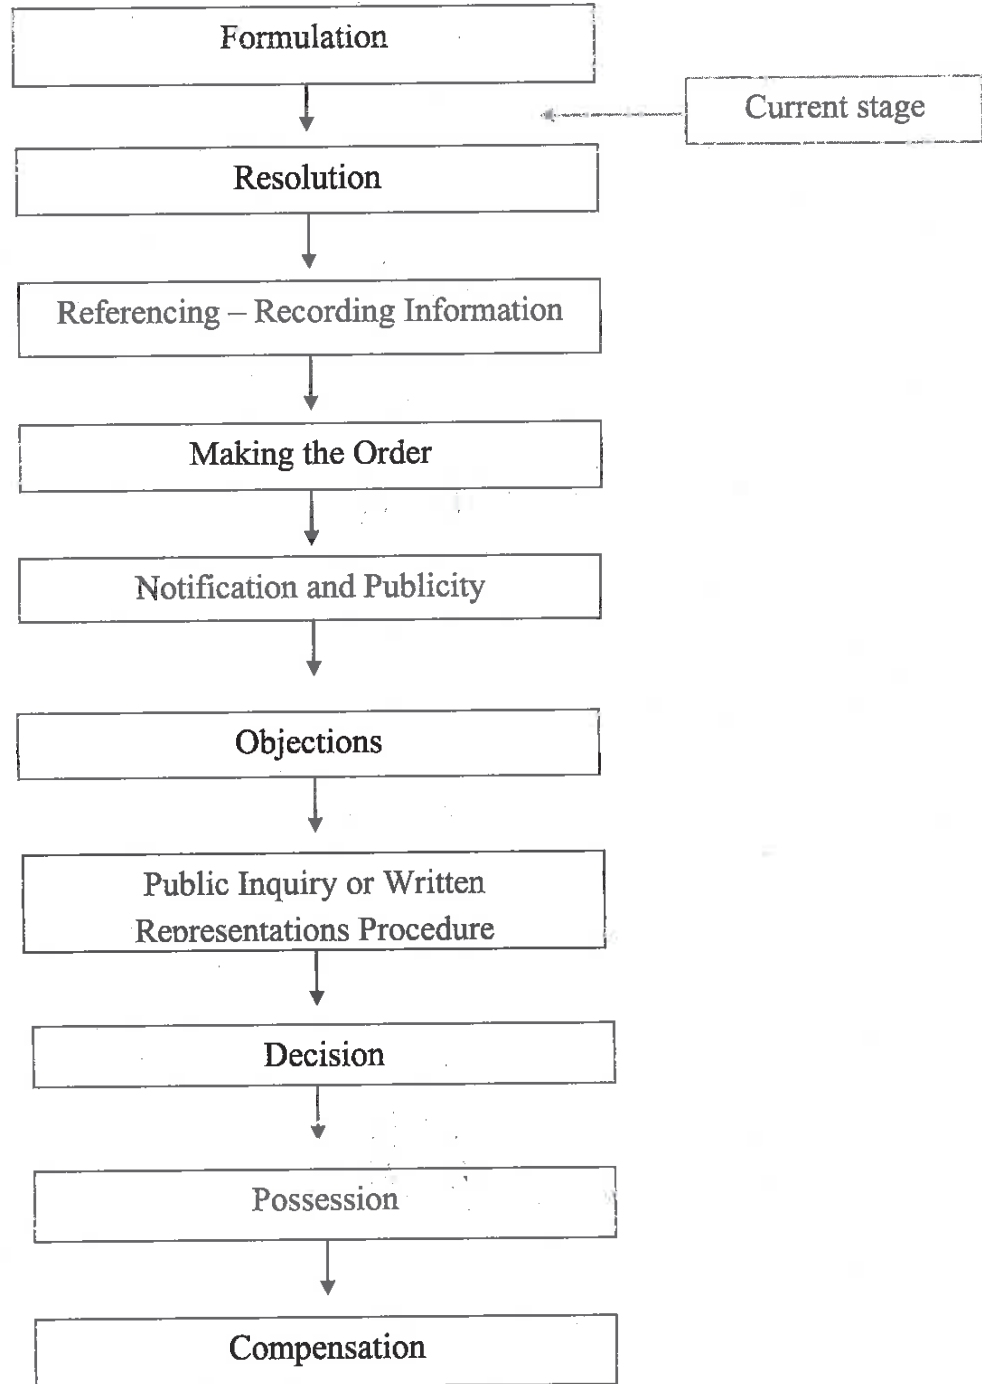 Formulation
Current stage
Resolution
Referencing – Recording Information
Making the Order
Notification and Publicity
Objections
Public Inquiry or Written
Representations Procedure
Decision
Possession
Compensation